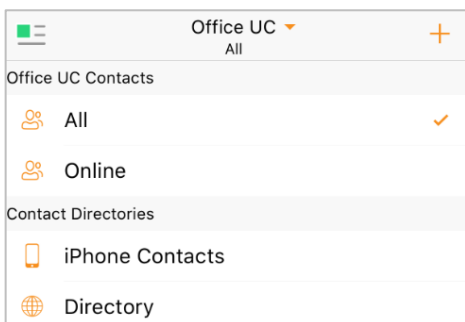 Office UC
All
Office UC Contacts
All
Online
Contact Directories
iPhone Contacts
Directory